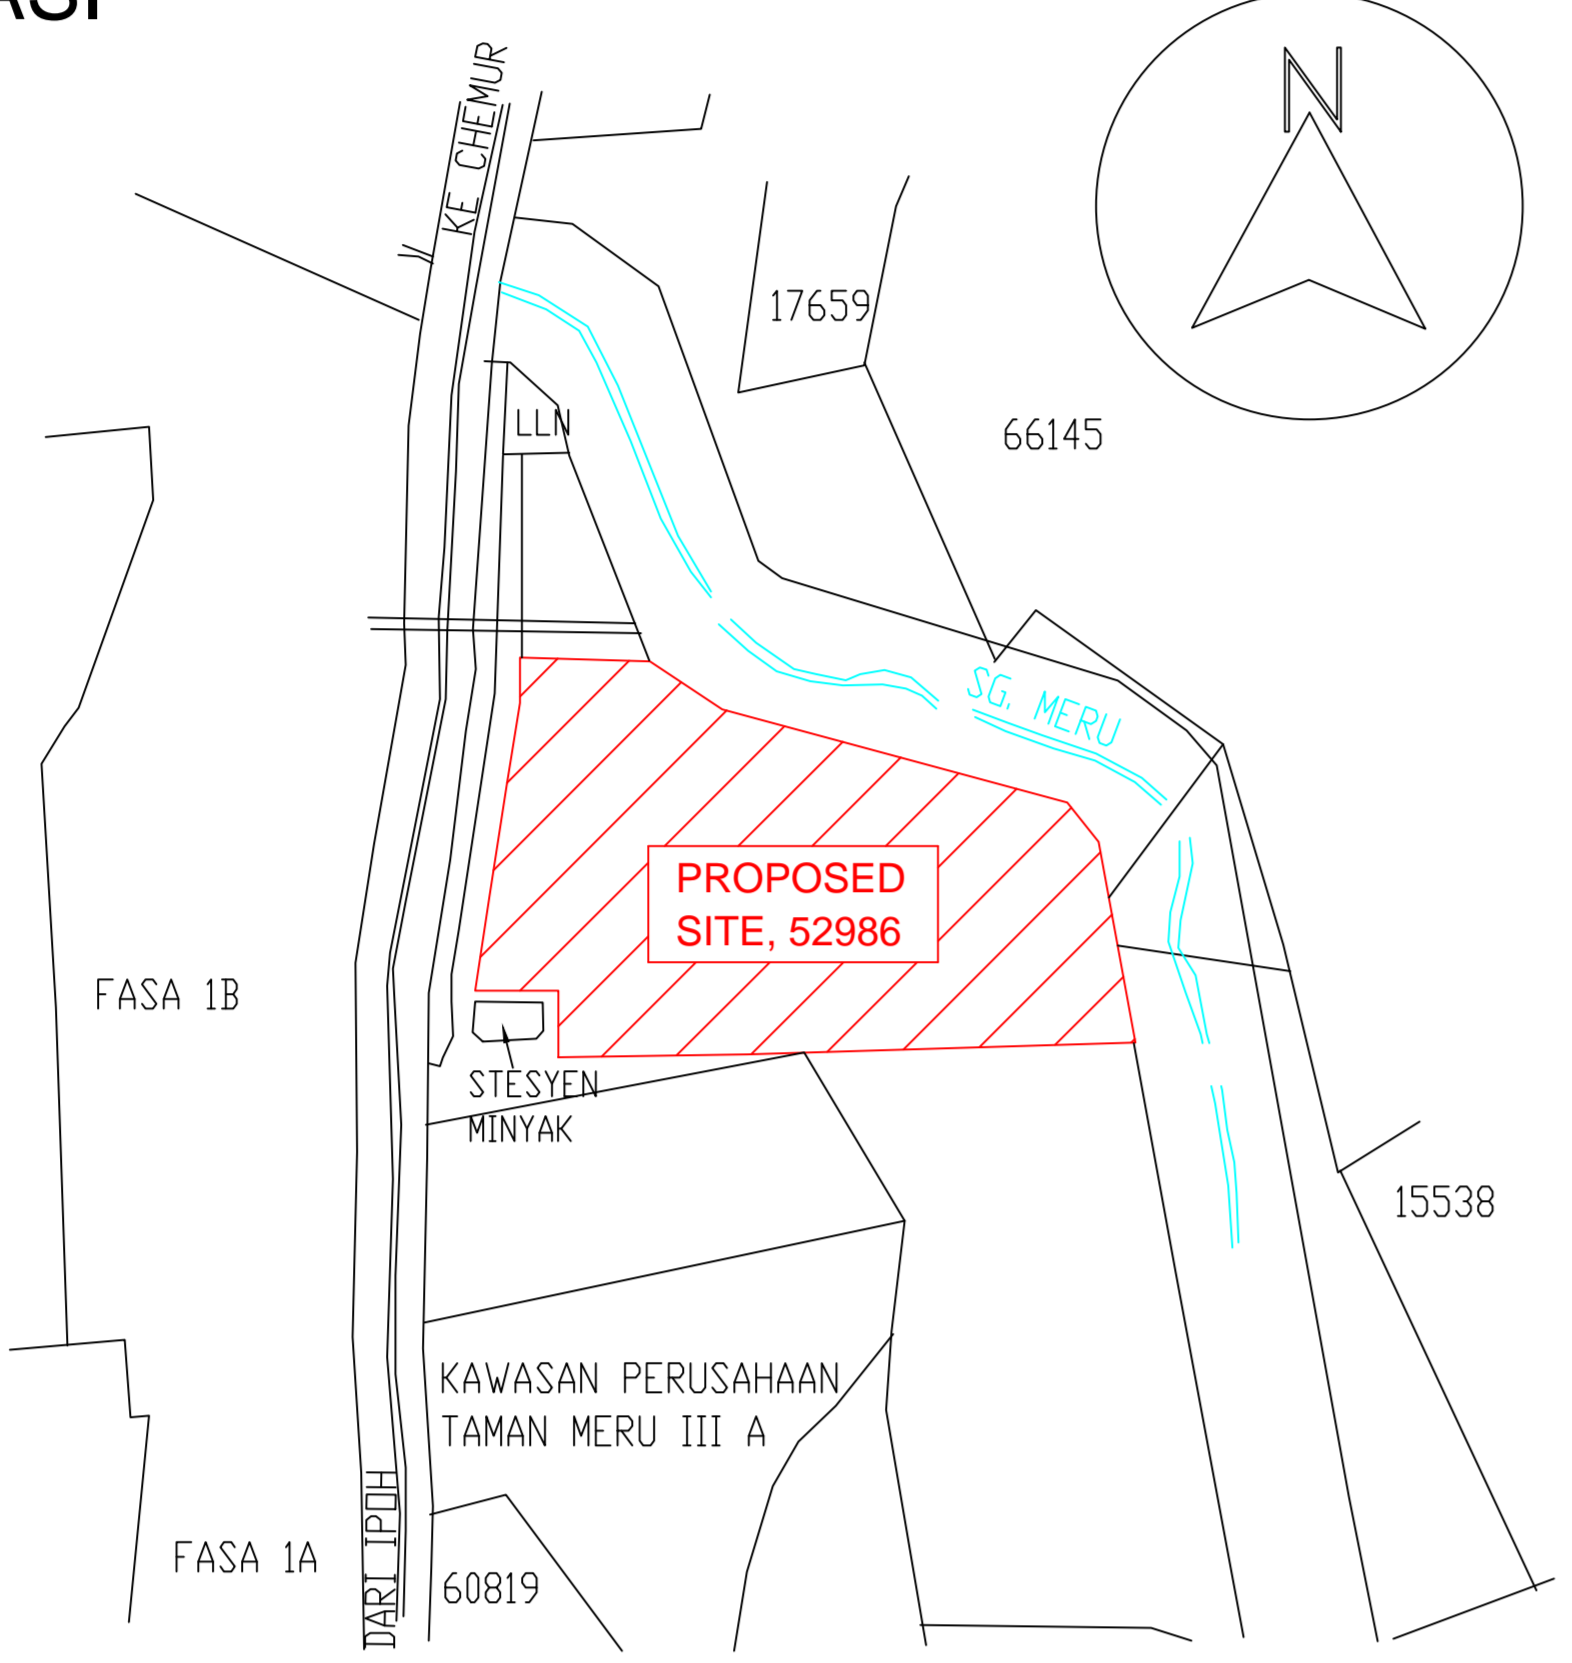 N
KE CHEMUR
17659
66145
LLN
SG. MERU
PROPOSED
SITE, 52986
FASA 1B
STESYEN
MINYAK
15538
KAWASAN PERUSAHAAN
TAMAN MERU III A
DARI IPOH
FASA 1A
60819